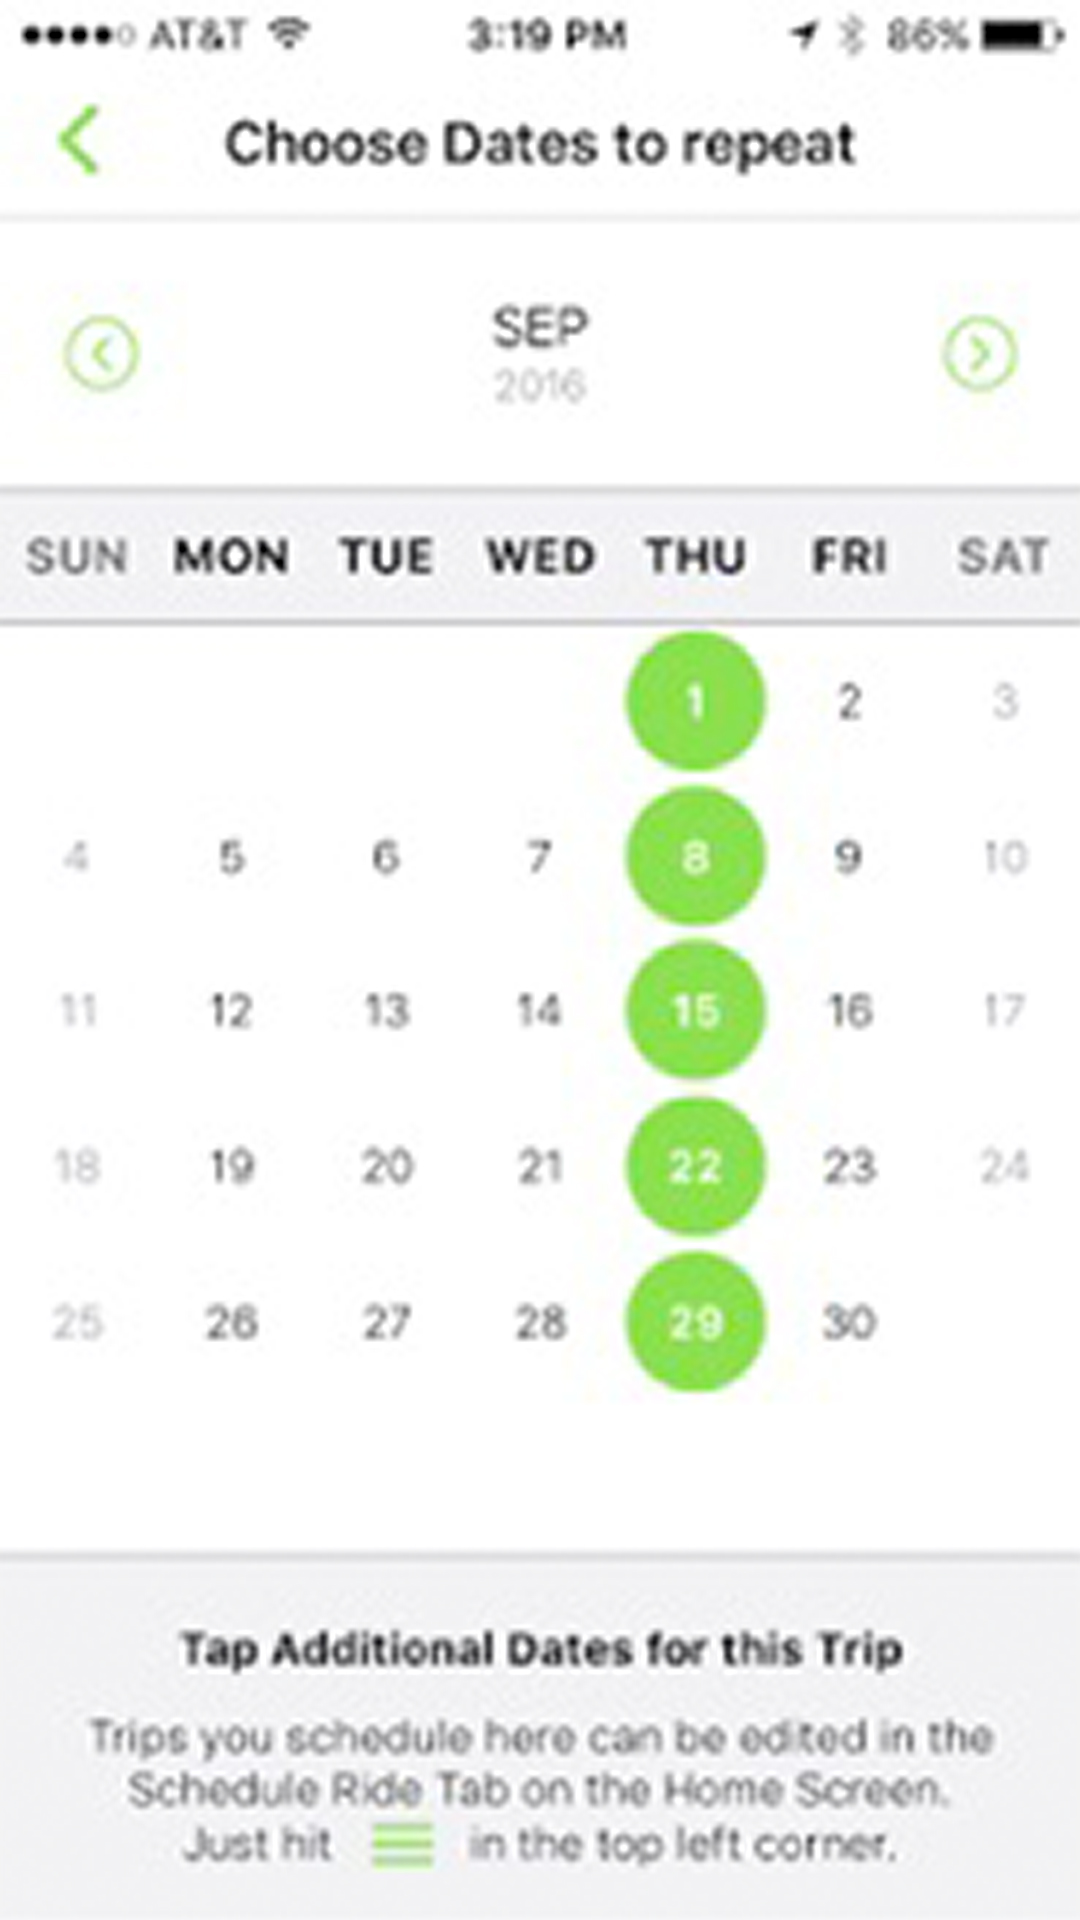 AT&T 3:19 PM 86%
Choose Dates to repeat
SEP
2016
SUN MON TUE WED THU FRI SAT
1 2 3
4 5 6 7 8 9 10
11 12 13 14 15 16 17
18 19 20 21 22 23 24
25 26 27 28 29 30
Tap Additional Dates for this Trip
Trips you schedule here can be edited in the
Schedule Ride Tab on the Home Screen.
Just hit in the top left corner.